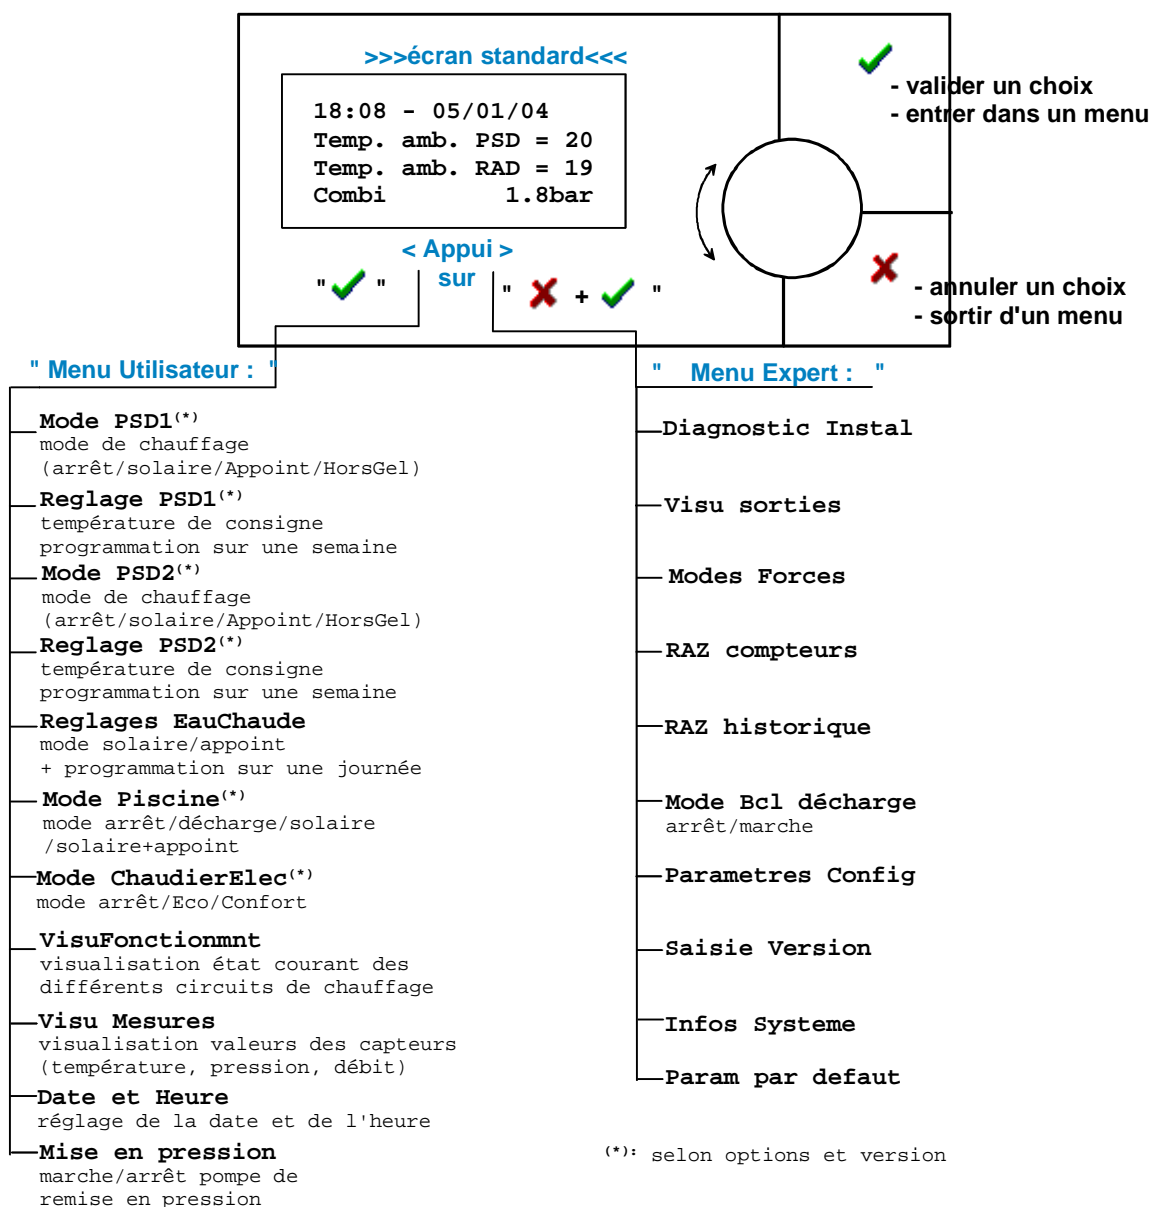 >>>écran standard<<<
18:08 - 05/01/04
Temp. amb. PSD = 20
Temp. amb. RAD = 19
Combi 1.8bar
- valider un choix
- entrer dans un menu
< Appui >
sur
" "
" + "
- annuler un choix
- sortir d'un menu
" Menu Utilisateur : "
Mode PSD1(*)
mode de chauffage
(arrêt/solaire/Appoint/HorsGel)
Reglage PSD1(*)
température de consigne
programmation sur une semaine
Mode PSD2(*)
mode de chauffage
(arrêt/solaire/Appoint/HorsGel)
Reglage PSD2(*)
température de consigne
programmation sur une semaine
Reglages EauChaude
mode solaire/appoint
+ programmation sur une journée
Mode Piscine(*)
mode arrêt/décharge/solaire
/solaire+appoint
Mode ChaudierElec(*)
mode arrêt/Eco/Confort
VisuFonctionmnt
visualisation état courant des
différents circuits de chauffage
Visu Mesures
visualisation valeurs des capteurs
(température, pression, débit)
Date et Heure
réglage de la date et de l'heure
Mise en pression
marche/arrêt pompe de
remise en pression
" Menu Expert : "
Diagnostic Instal
Visu sorties
Modes Forces
RAZ compteurs
RAZ historique
Mode Bcl décharge
arrêt/marche
Parametres Config
Saisie Version
Infos Systeme
Param par defaut
(*): selon options et version